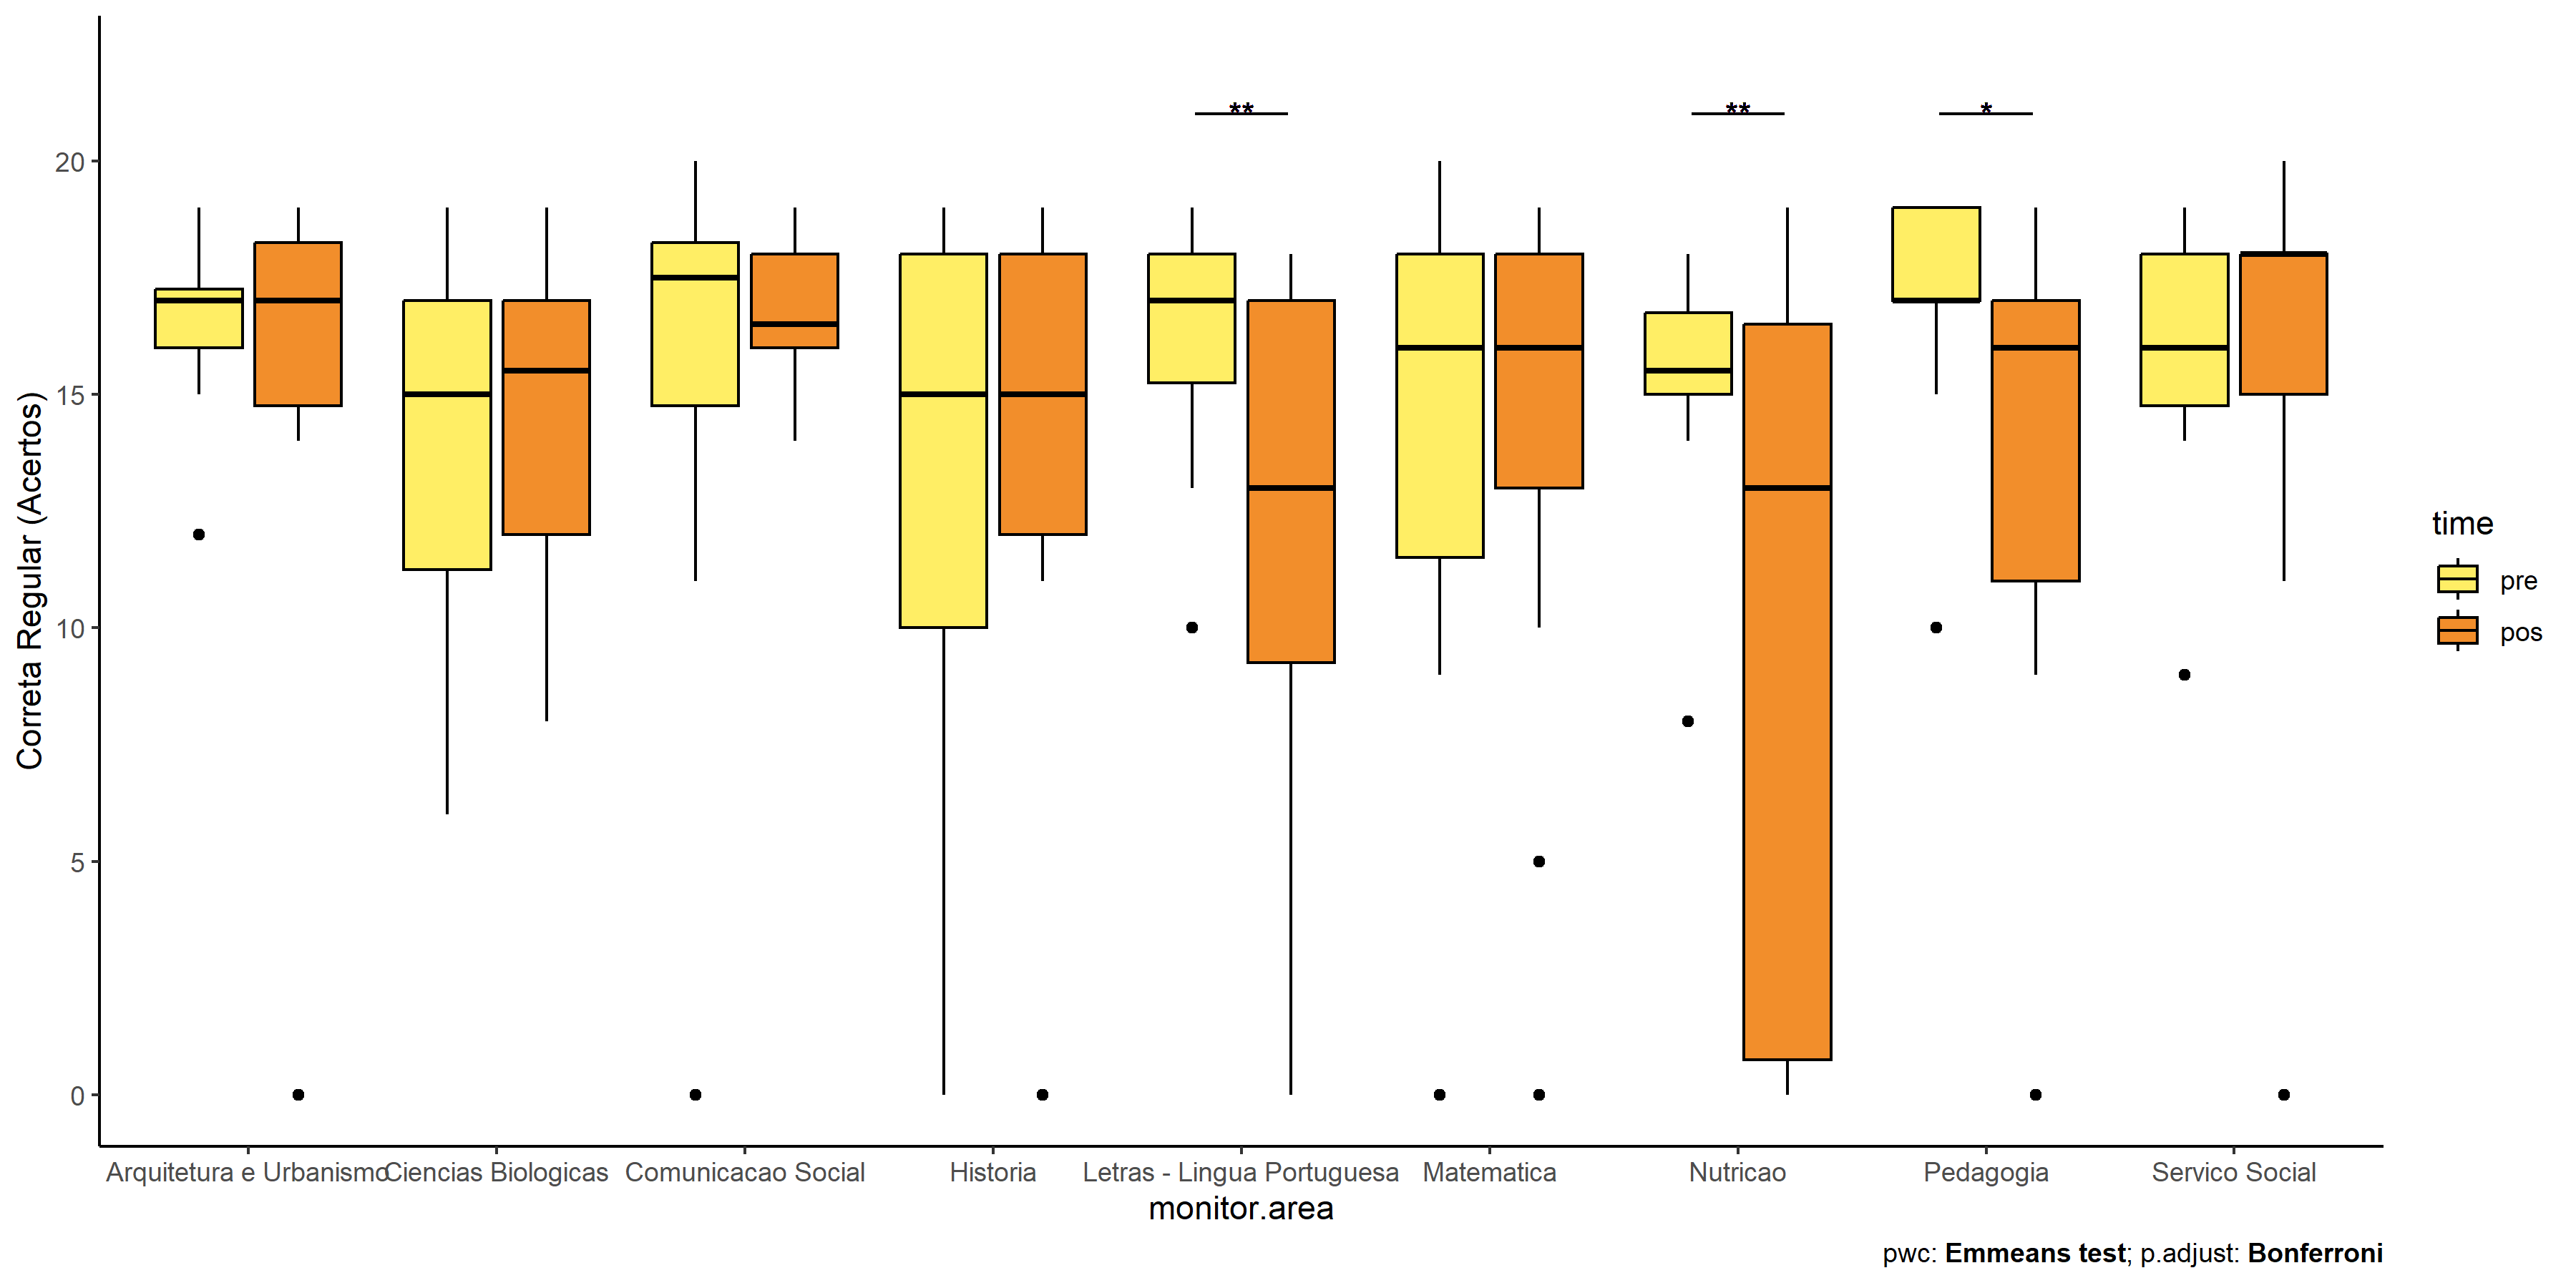 ** ** *
20
15
10
5
0
Correta Regular (Acertos)
time
pre
pos
Arquitetura e Urbanismo Ciencias Biologicas Comunicacao Social Historia Letras - Lingua Portuguesa Matematica Nutricao Pedagogia Servico Social
monitor.area
pwc: Emmeans test; p.adjust: Bonferroni